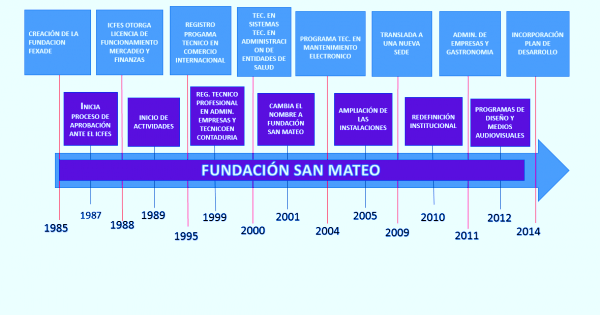 CREACIÓN DE LA
FUNDACION
FEXADE
ICFES OTORGA
LICENCIA DE
FUNCIONAMIENTO
MERCADEO Y
FINANZAS
REGISTRO
PROGAMA
TECNICO EN
COMERCIO
INTERNACIONAL
TEC. EN
SISTEMAS
TEC. EN
ADMINISTRACI
ON DE
ENTIDADES DE
SALUD
PROGRAMA TEC. EN
MANTENIMIENTO
ELECTRONICO
TRANSLADA A
UNA NUEVA
SEDE
ADMIN. DE
EMPRESAS Y
GASTRONOMIA
INCORPORACIÓN
PLAN DE
DESARROLLO
INICIA
PROCESO DE
APROBACIÓN
ANTE EL ICFES
INICIO DE
ACTIVIDADES
REG. TECNICO
PROFESIONAL
EN ADMIN.
EMPRESAS Y
TECNICOEN
CONTADURIA
CAMBIA EL
NOMBRE A
FUNDACIÓN
SAN MATEO
AMPLIACIÓN DE
LAS
INSTALACIONES
REDEFINICIÓN
INSTITUCIONAL
PROGRAMAS
DE DISEÑO Y
MEDIOS
AUDIOVISUALES
FUNDACIÓN SAN MATEO
1985
1987
1988
1989
1995
1999
2000
2001
2004
2005
2009
2010
2011
2012
2014